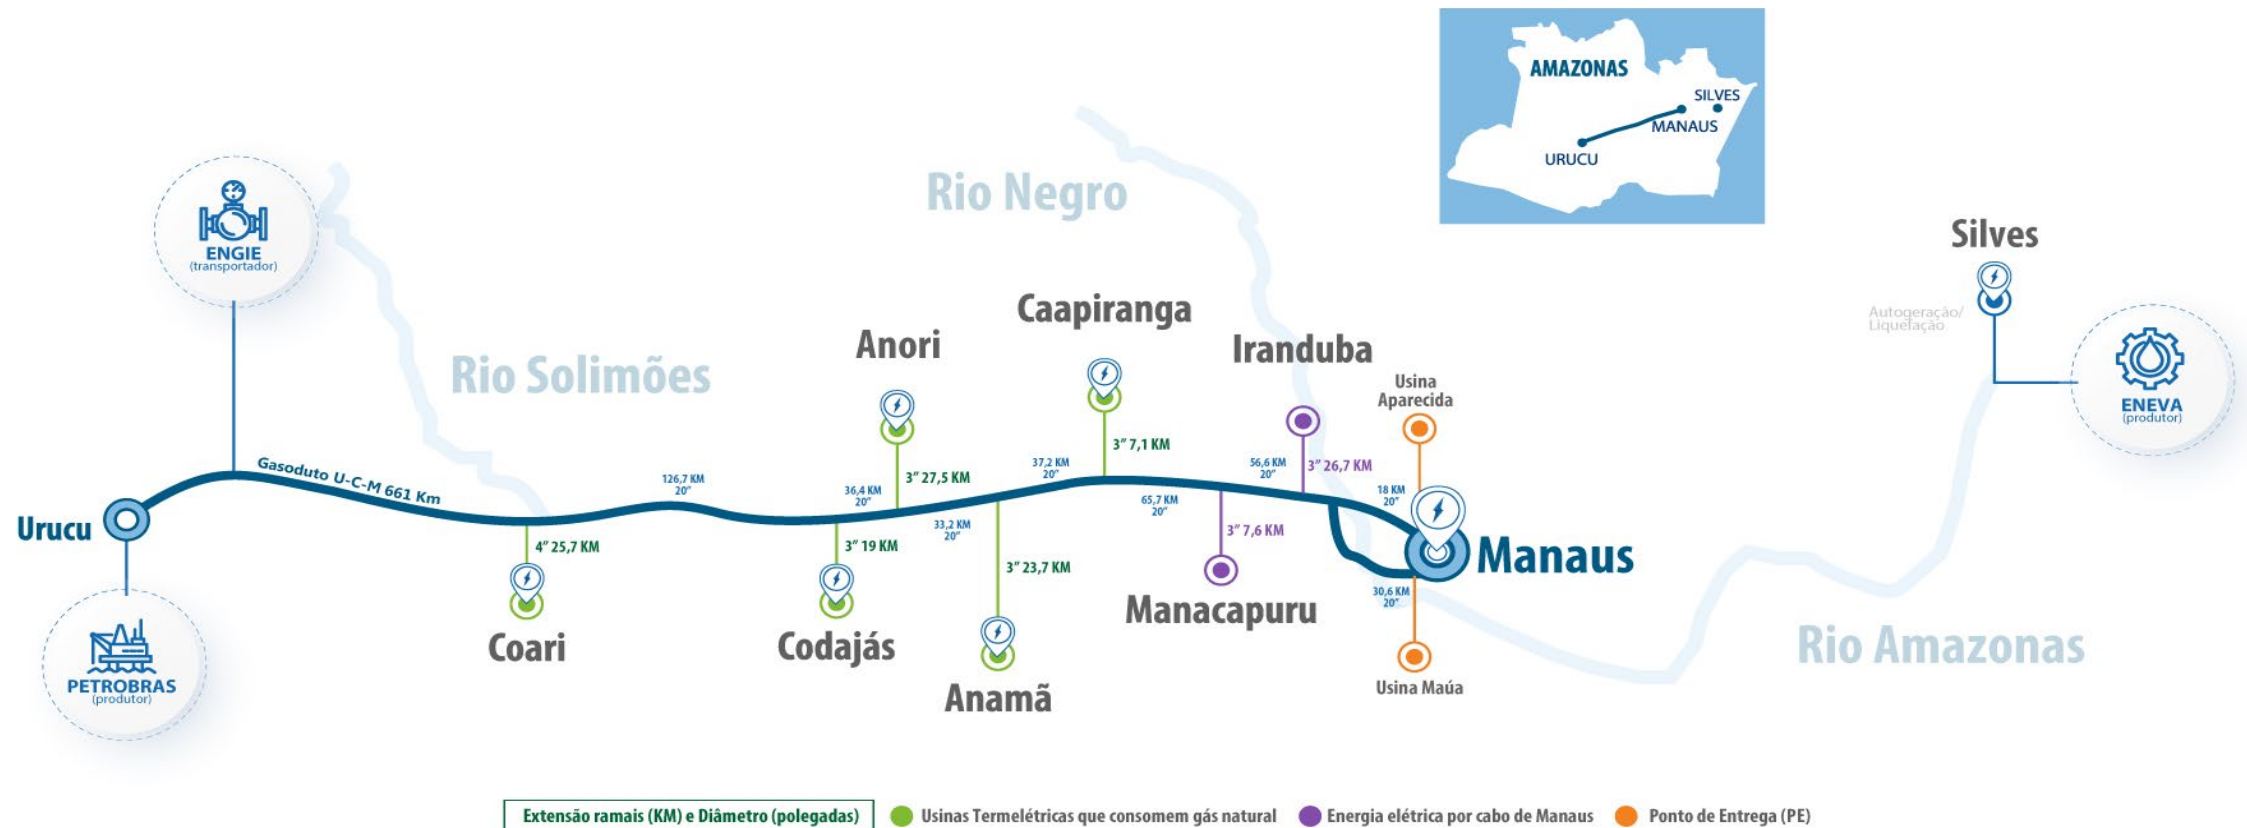 AMAZONAS
SILVES
MANAUS
URUCU
Rio Negro
ENGIE
(transportador)
Silves
Autogeração/
Liquefação
Caapiranga
Anori
Iranduba
Rio Solimões
Usina
Aparecida
ENEVA
(produtor)
3” 7,1 KM
Gasoduto U-C-M 661 Km
126,7 KM
20”
36,4 KM
20”
3” 27,5 KM
37,2 KM
20”
56,6 KM
20”
3” 26,7 KM
65,7 KM
20”
18 KM
20”
Urucu
33,2 KM
20”
4” 25,7 KM
3” 19 KM
3” 23,7 KM
3” 7,6 KM
Manaus
30,6 KM
20”
Manacapuru
Coari
Codajás
Anamã
Usina Maúa
Rio Amazonas
PETROBRAS
(produtor)
Extensão ramais (KM) e Diâmetro (polegadas)
Usinas Termelétricas que consomem gás natural
Energia elétrica por cabo de Manaus
Ponto de Entrega (PE)